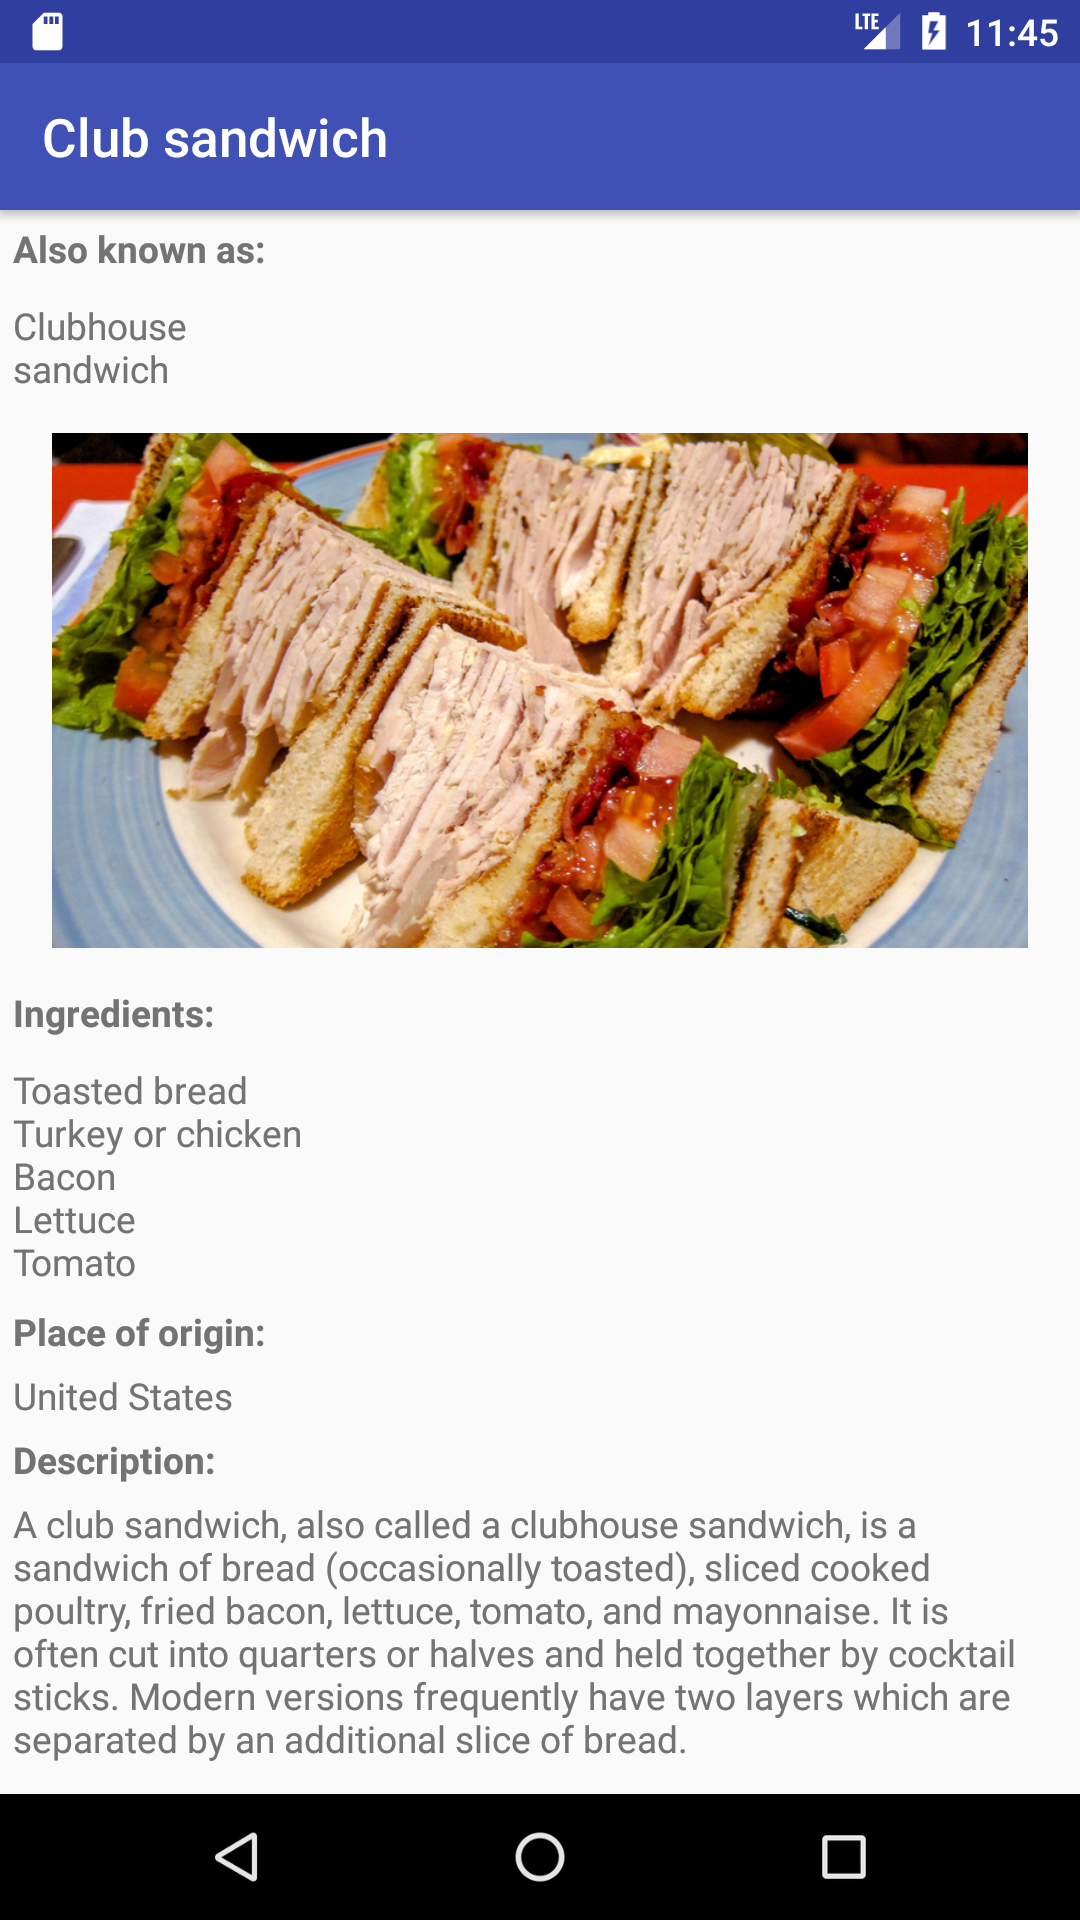 LTE 11:45
Club sandwich
Also known as:
Clubhouse
sandwich
Ingredients:
Toasted bread
Turkey or chicken
Bacon
Lettuce
Tomato
Place of origin:
United States
Description:
A club sandwich, also called a clubhouse sandwich, is a
sandwich of bread (occasionally toasted), sliced cooked
poultry, fried bacon, lettuce, tomato, and mayonnaise. It is
often cut into quarters or halves and held together by cocktail
sticks. Modern versions frequently have two layers which are
separated by an additional slice of bread.